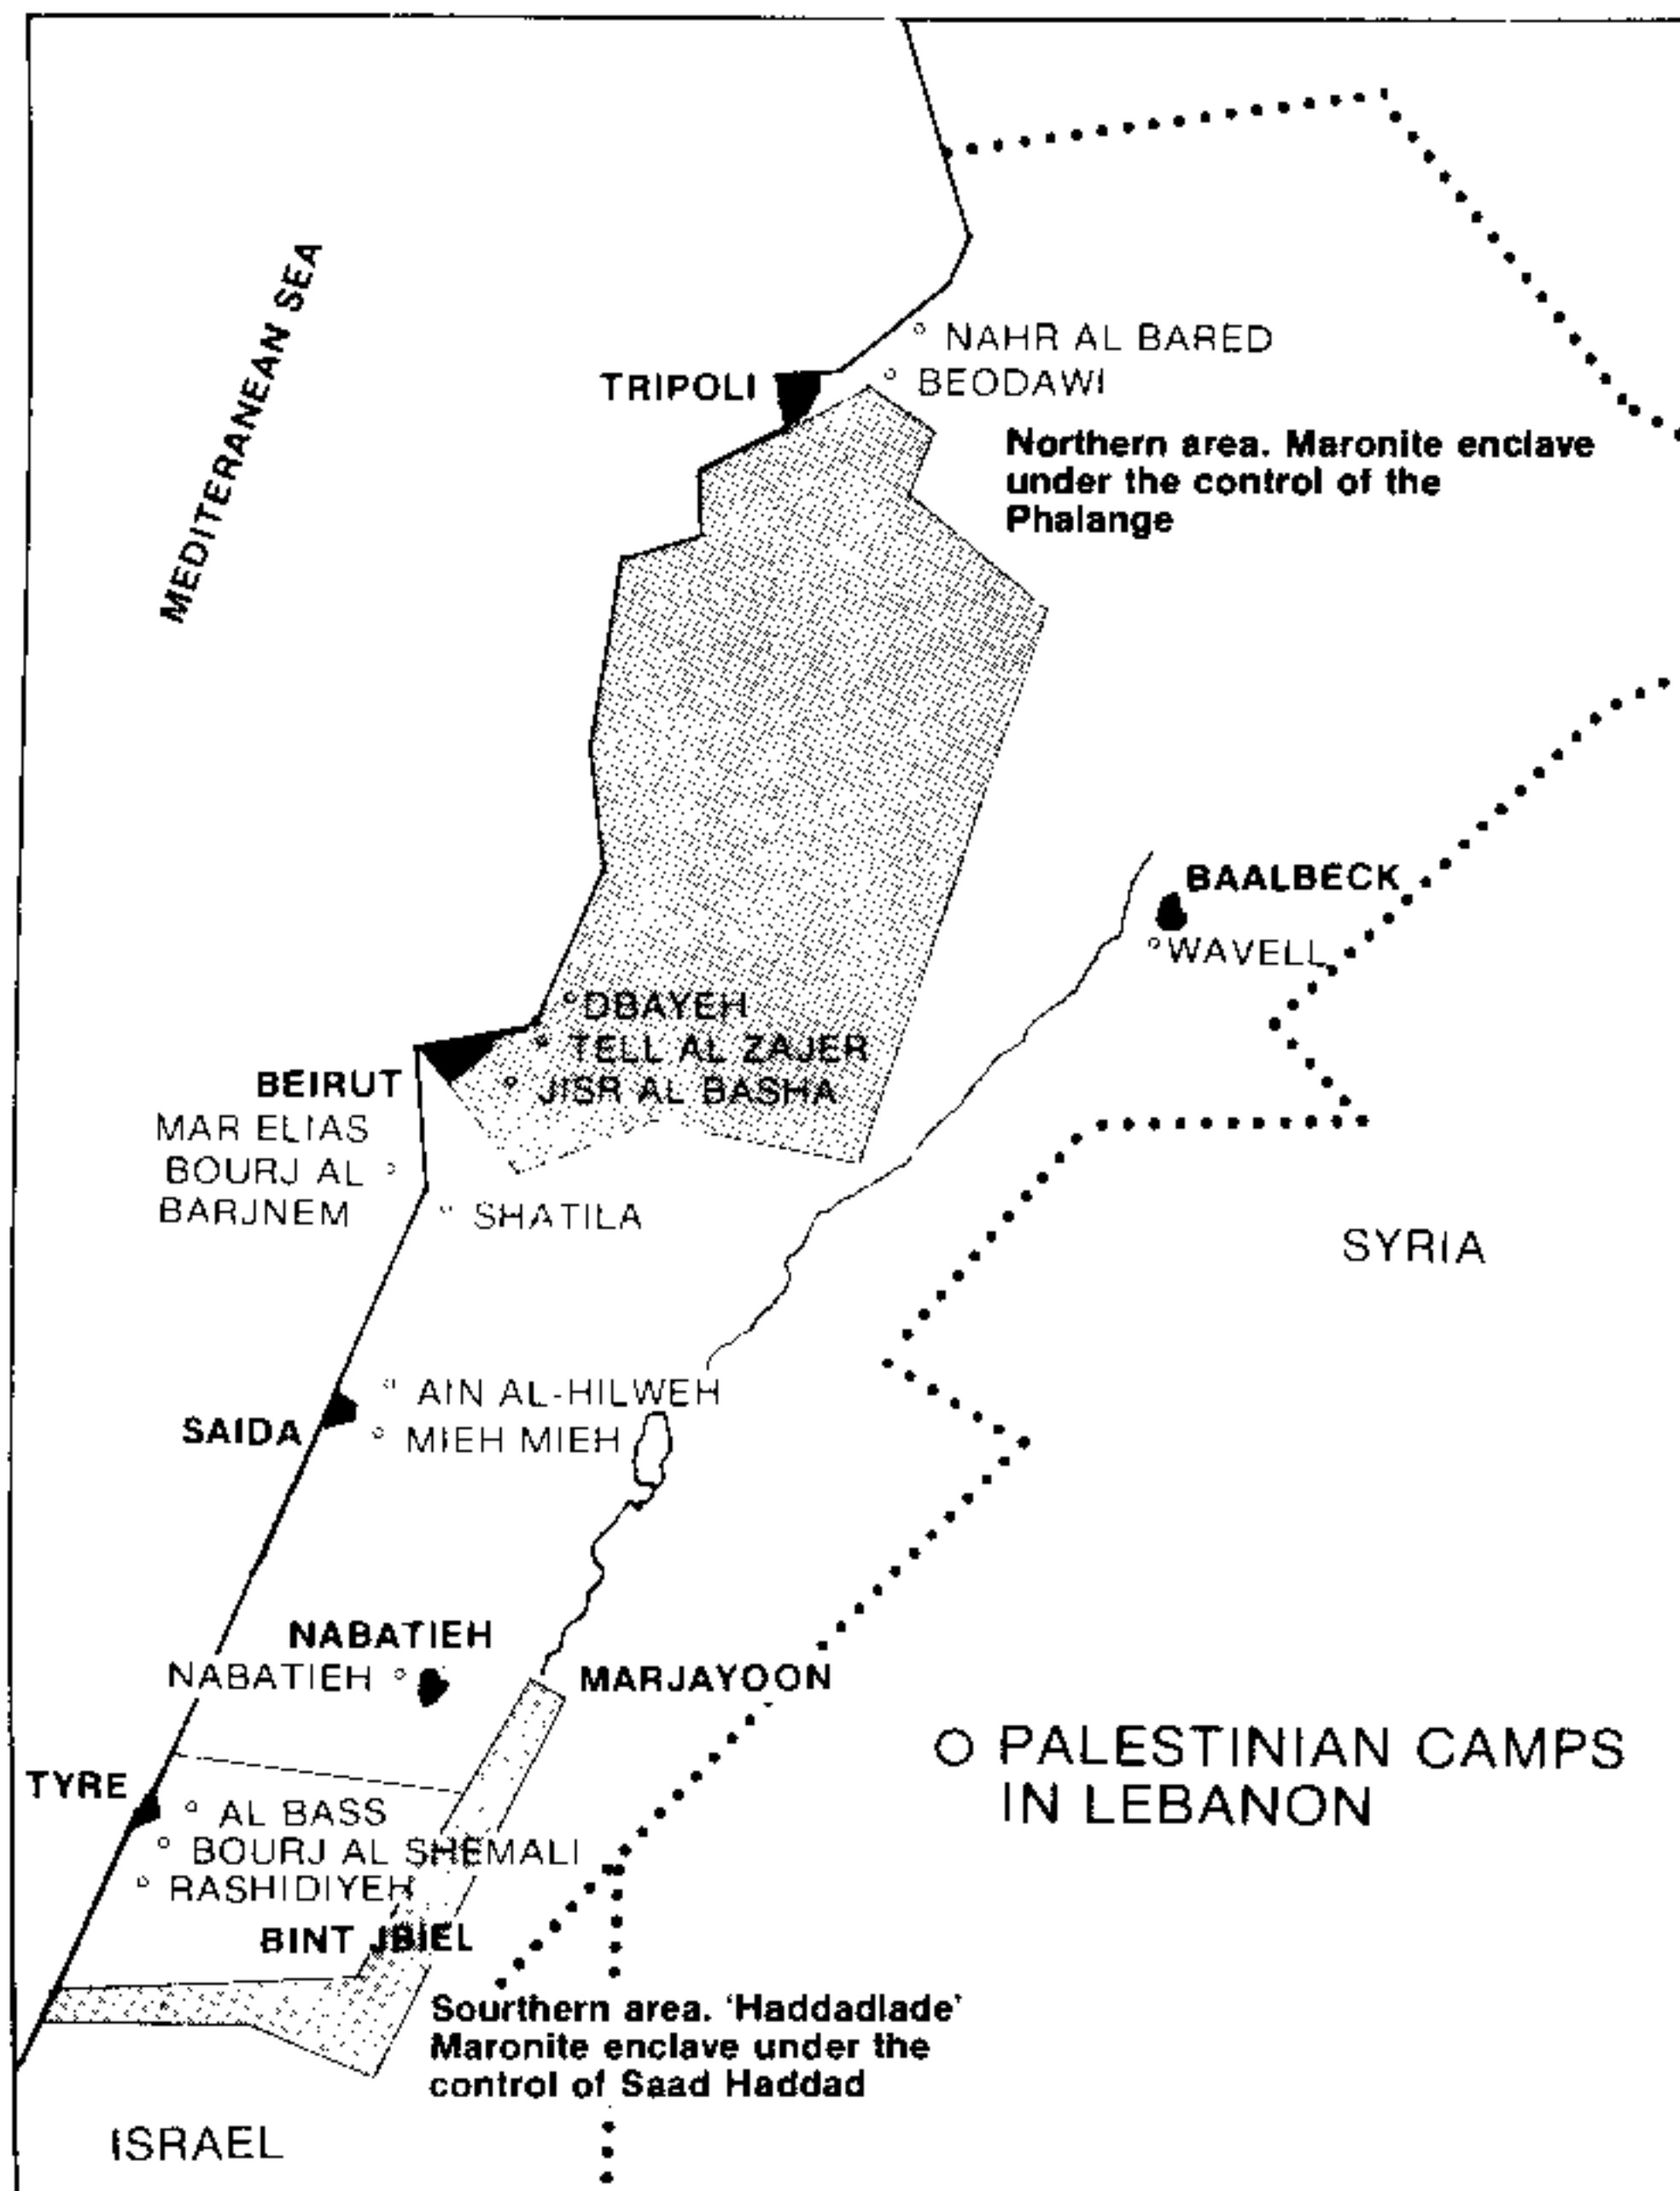 MEDITERANEAN SEA
NAHR AL BARED
TRIPOLI
BEODAWI
Northern area. Maronite enclave
under the control of the
Phalange
BAALBECK
WAVELL
DBAYEH
TELL AL ZAJER
JISR AL BASHA
BEIRUT
MAR ELIAS
BOURJ AL
BARJNEM
SHATILA
SYRIA
AIN AL-HILWEH
SAIDA
MIEH MIEH
NABATIEH
NABATIEH
MARJAYOON
PALESTINIAN CAMPS
IN LEBANON
TYRE
AL BASS
BOURJ AL SHEMALI
RASHIDIYEH
BINT JBIEL
Sourthern area. 'Haddadlade'
Maronite enclave under the
control of Saad Haddad
ISRAEL